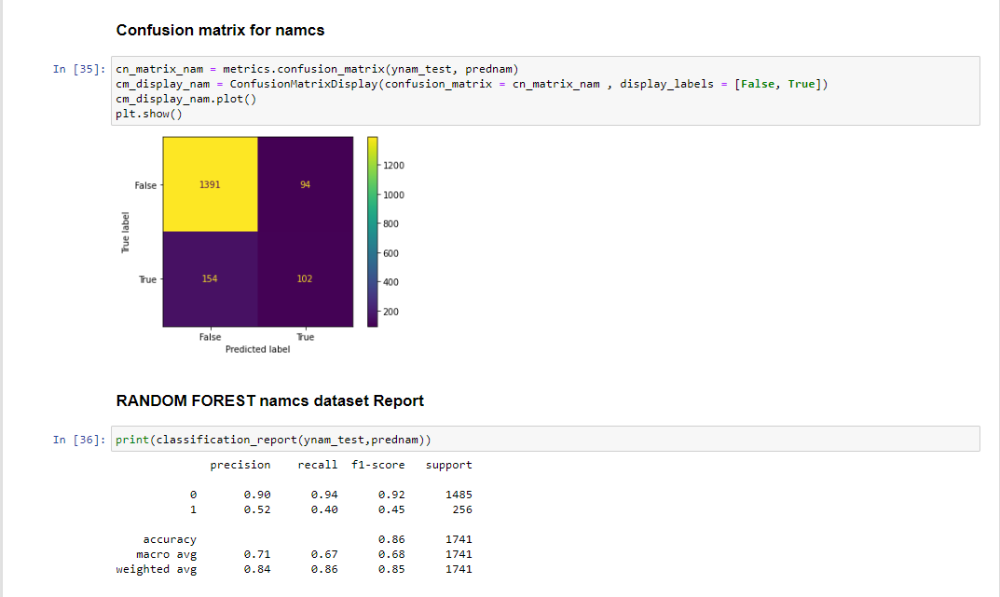 Confusion matrix for namcs
In [35]: cn_matrix_nam = metrics.confusion_matrix(ynam_test, prednam)
cm_display_nam = ConfusionMatrixDisplay(confusion_matrix = cn_matrix_nam , display_labels = [False, True])
cm_display_nam.plot()
plt.show()
1391 94
154 102
False
True
True label
False True
Predicted label
1200
1000
800
600
400
200
RANDOM FOREST namcs dataset Report
In [36]: print(classification_report(ynam_test,prednam))
precision recall f1-score support
0 0.90 0.94 0.92 1485
1 0.52 0.40 0.45 256
accuracy 0.86 1741
macro avg 0.71 0.67 0.68 1741
weighted avg 0.84 0.86 0.85 1741